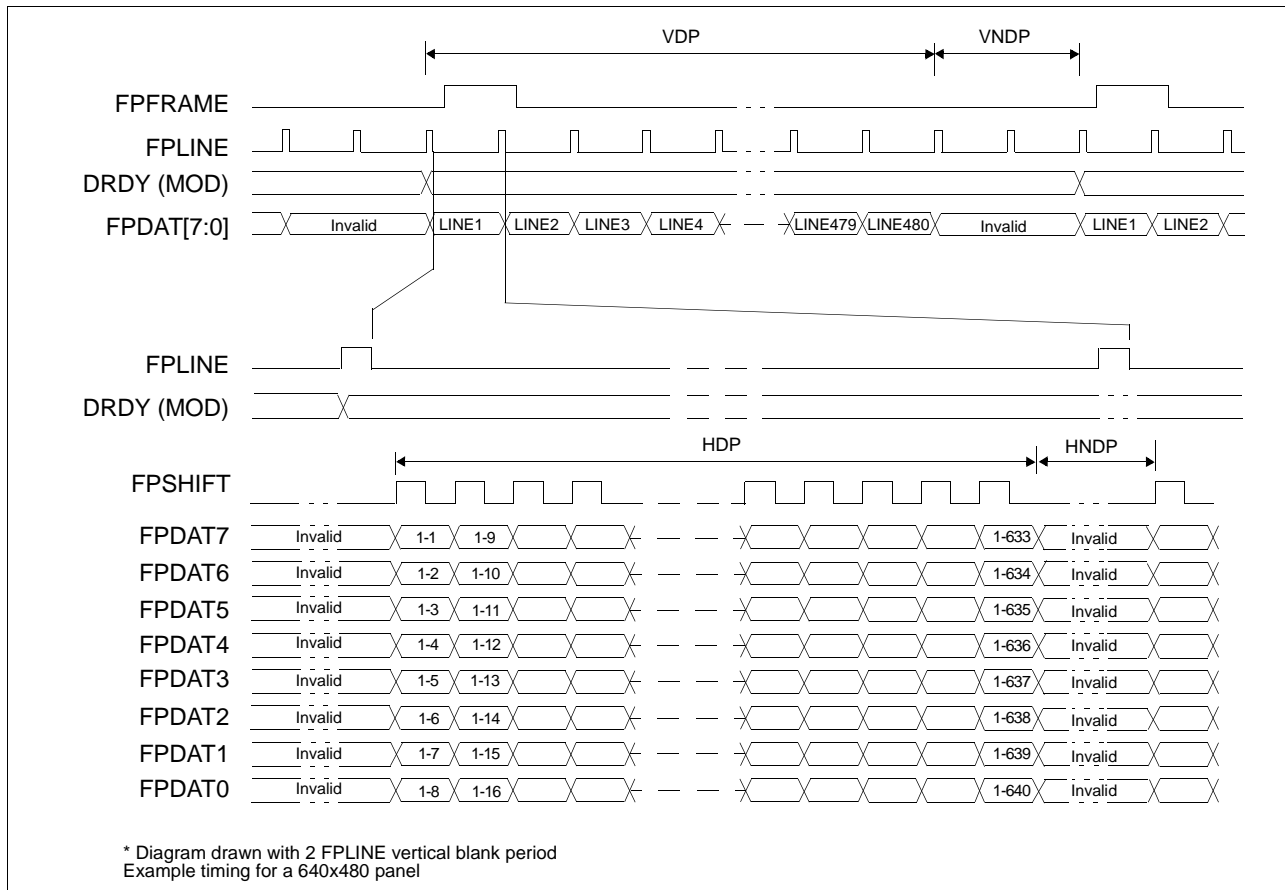 VDP VNDP
FPFRAME
FPLINE
DRDY (MOD)
FPDAT[7:0] Invalid LINE1 LINE2 LINE3 LINE4 LINE479 LINE480 Invalid LINE1 LINE2
FPLINE
DRDY (MOD)
HDP HNDP
FPSHIFT
FPDAT7 Invalid 1-1 1-9 1-633 Invalid
FPDAT6 Invalid 1-2 1-10 1-634 Invalid
FPDAT5 Invalid 1-3 1-11 1-635 Invalid
FPDAT4 Invalid 1-4 1-12 1-636 Invalid
FPDAT3 Invalid 1-5 1-13 1-637 Invalid
FPDAT2 Invalid 1-6 1-14 1-638 Invalid
FPDAT1 Invalid 1-7 1-15 1-639 Invalid
FPDAT0 Invalid 1-8 1-16 1-640 Invalid
* Diagram drawn with 2 FPLINE vertical blank period
Example timing for a 640x480 panel